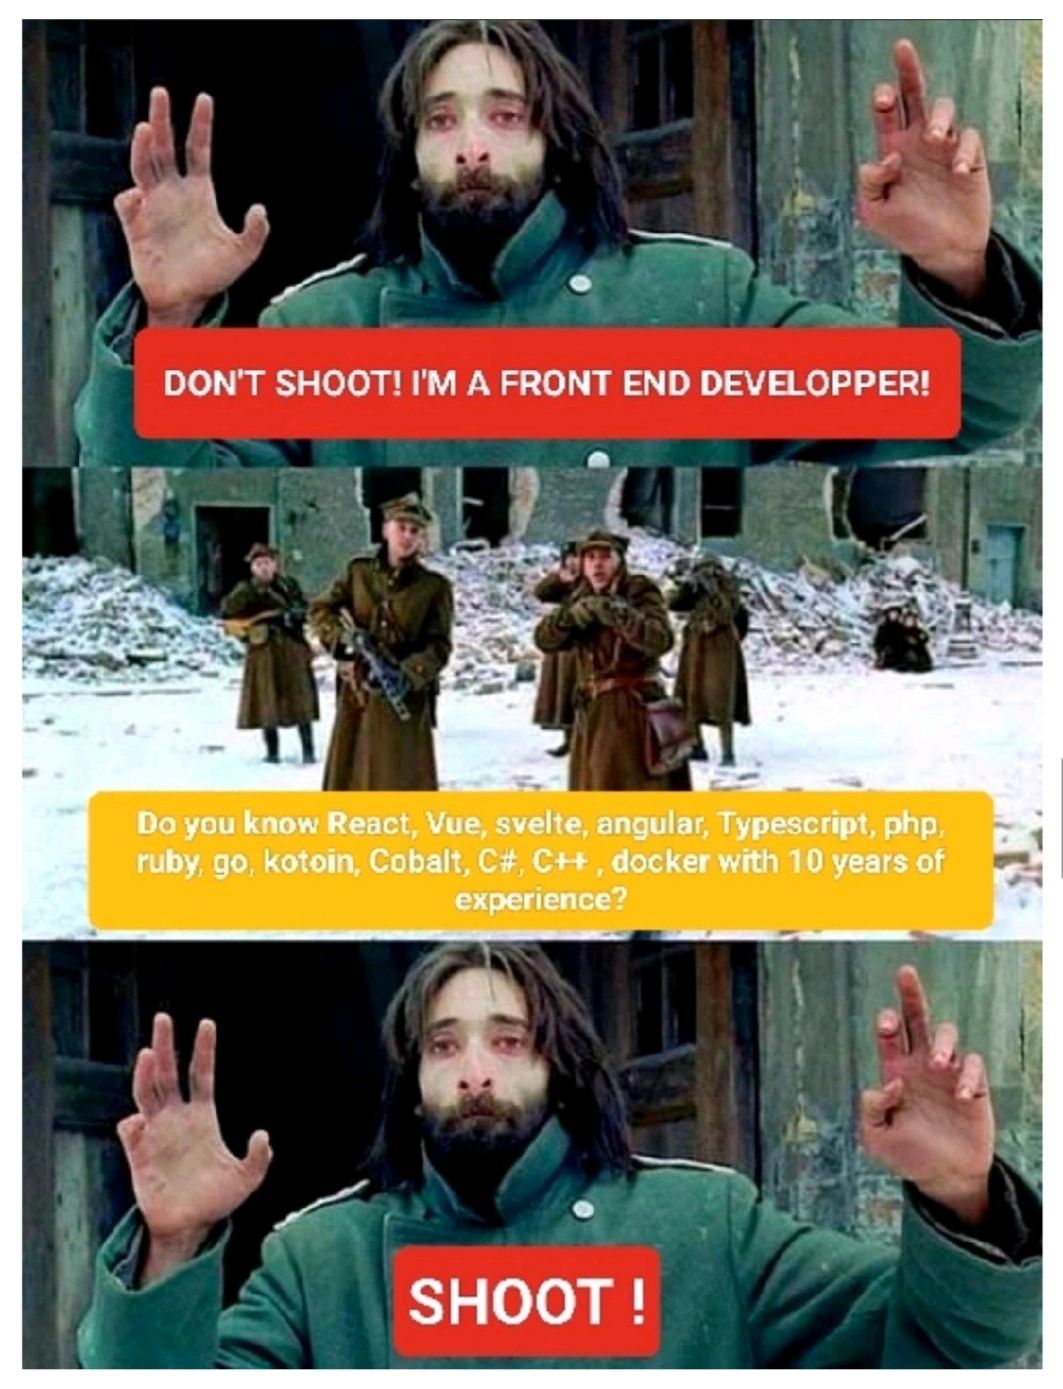 DON'T SHOOT! I'M A FRONT END DEVELOPPER!
Do you know React, Vue, svelte, angular, Typescript, php,
ruby, go, kotoin, Cobalt, C#, C++ , docker with 10 years of
experience?
SHOOT !